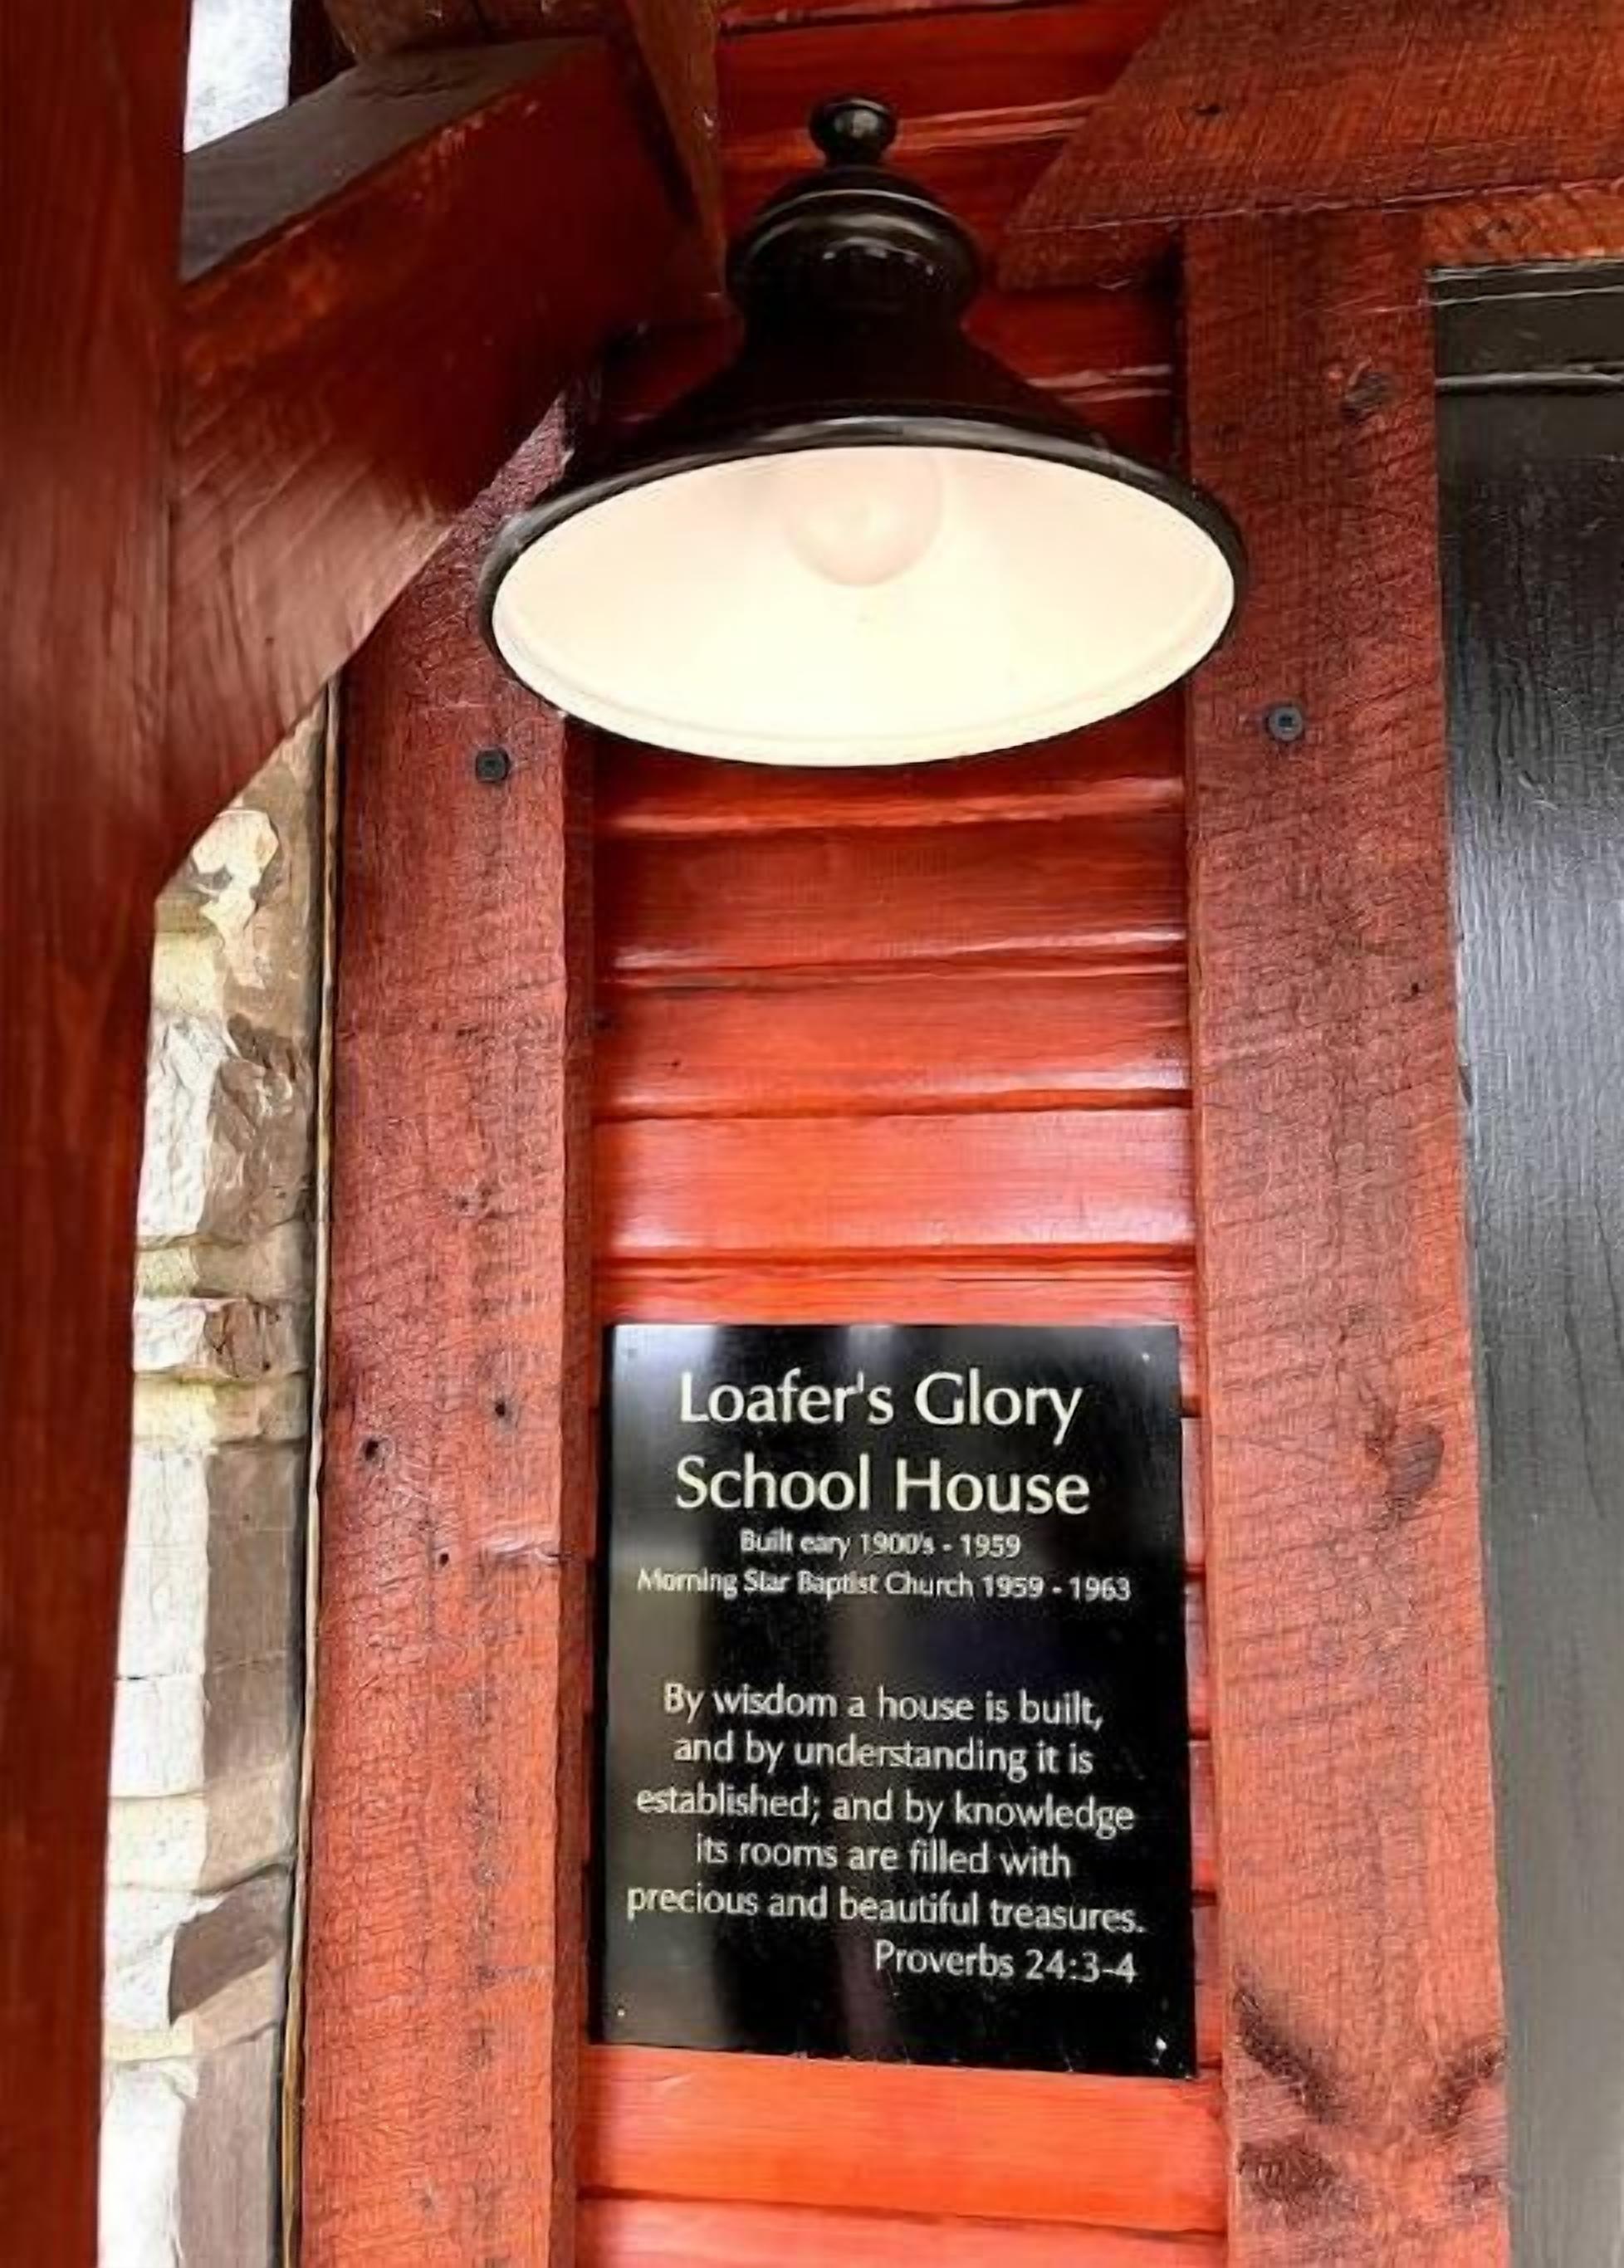 Loafer's Glory
School House
Built eary 1900's - 1959
Morning Star Baptist Church 1959 - 1963
By wisdom a house is built,
and by understanding it is
established; and by knowledge
its rooms are filled with
precious and beautiful treasures.
Proverbs 24:3-4